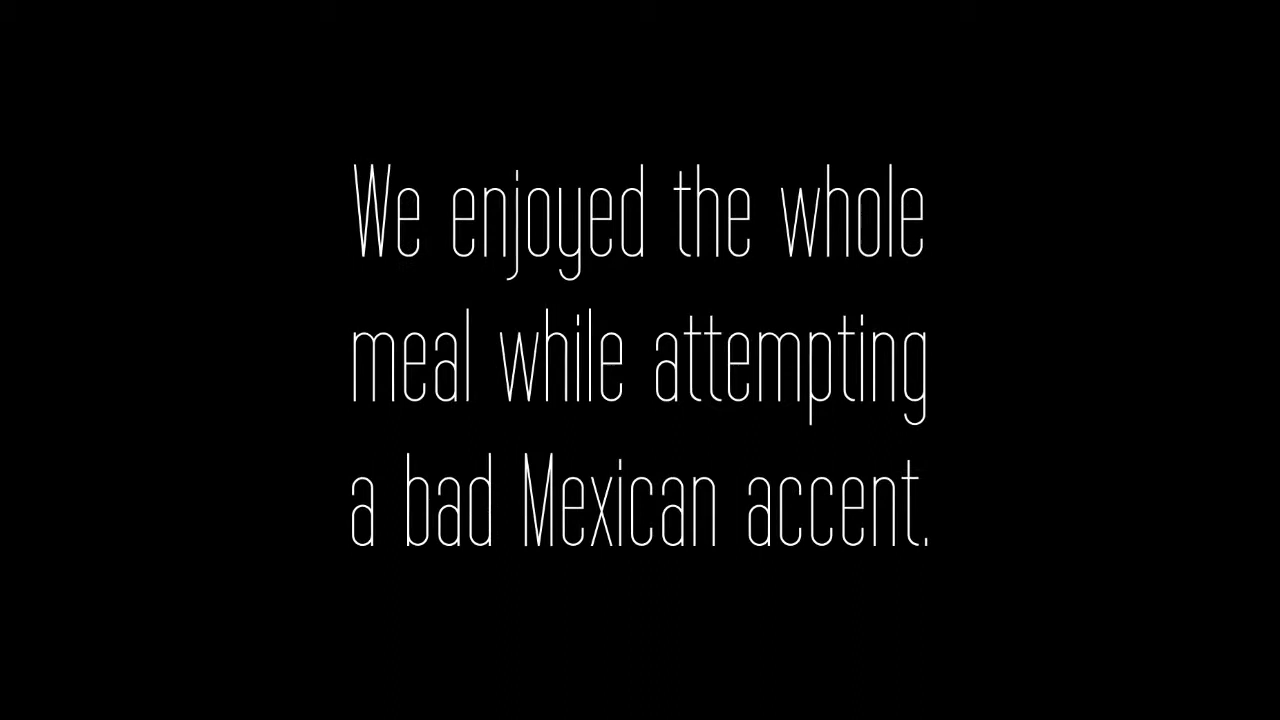 We enjoyed the whole
meal while attempting
a bad Mexican accent.